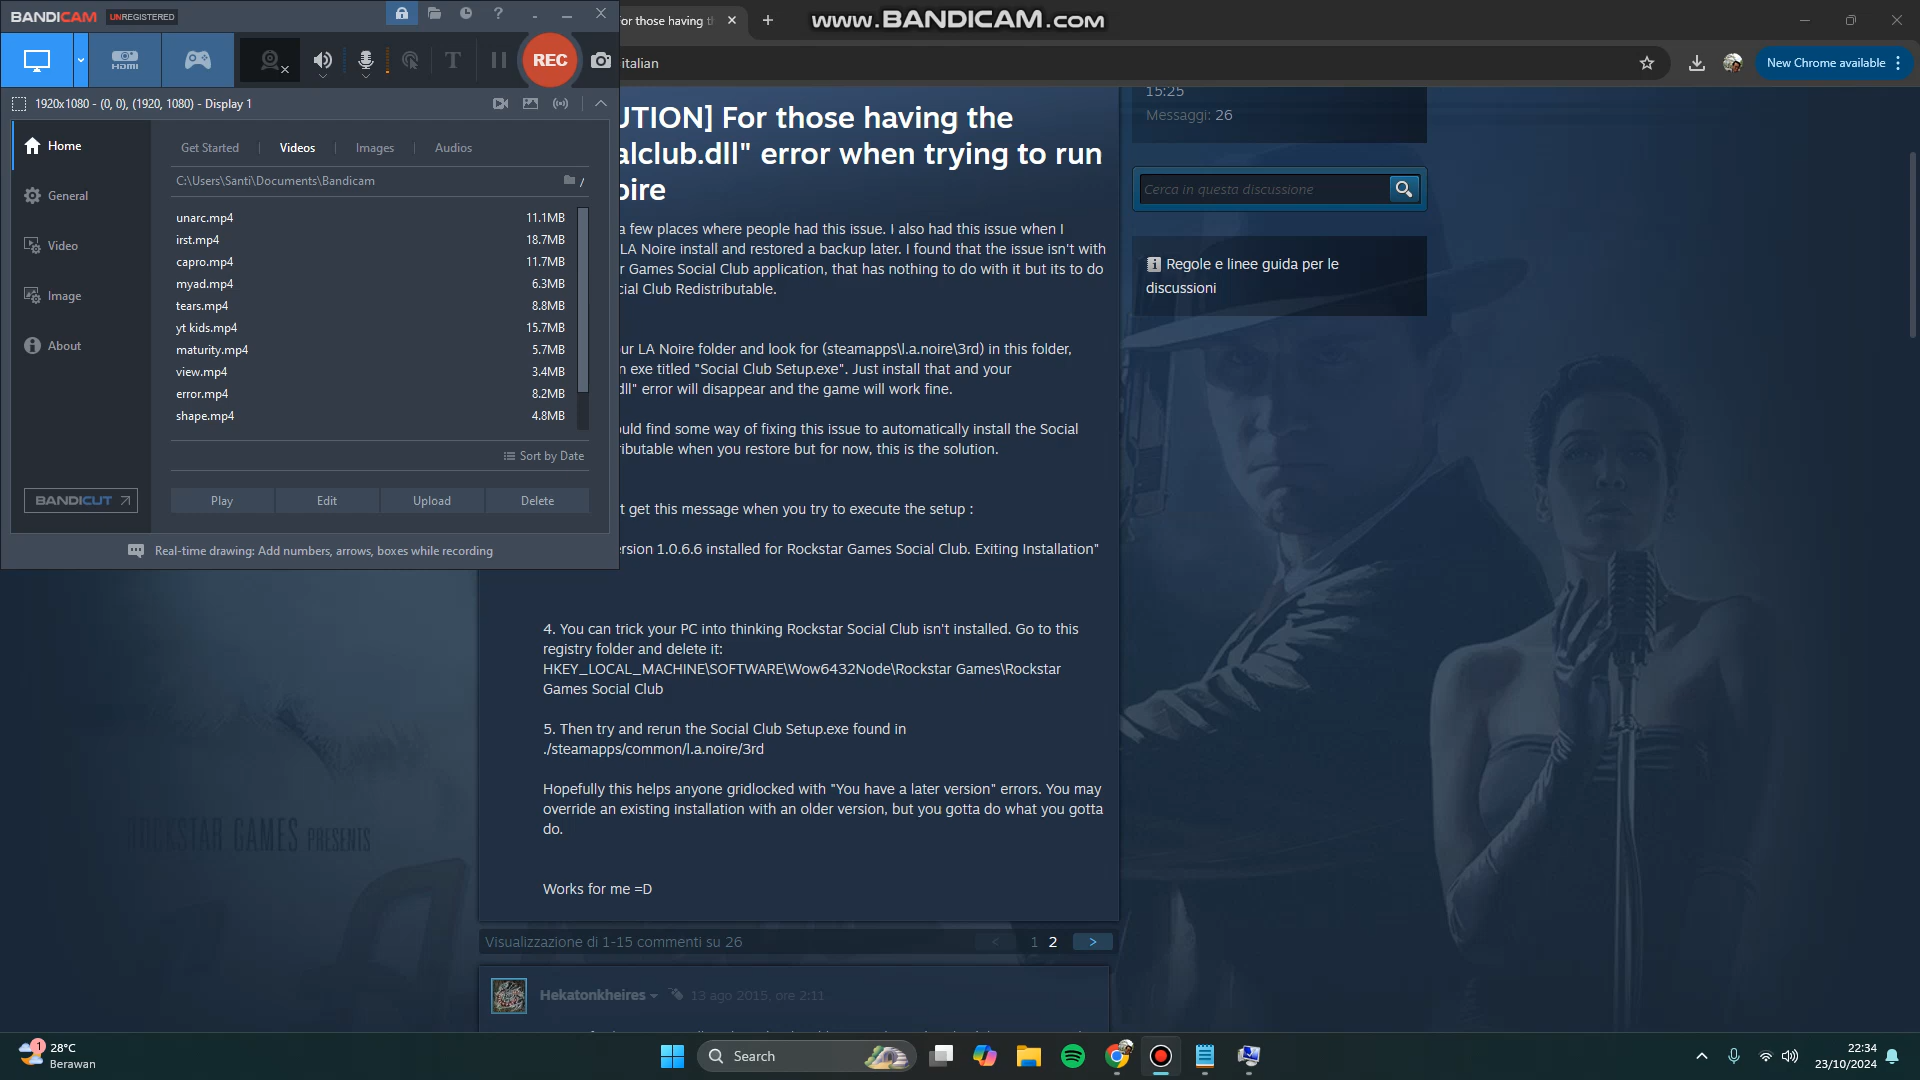 BANDICAM UNREGISTERED
REC
1920x1080 - (0, 0), (1920, 1080) - Display 1
Home
General
Video
Image
About
BANDICUT
Get Started
Videos
Images
Audios
C:\Users\Santi\Documents\Bandicam
unarc.mp4 11.1MB
irst.mp4 18.7MB
capro.mp4 11.7MB
myad.mp4 6.3MB
tears.mp4 8.8MB
yt kids.mp4 15.7MB
maturity.mp4 5.7MB
view.mp4 3.4MB
error.mp4 8.2MB
shape.mp4 4.8MB
Sort by Date
Play Edit Upload Delete
Real-time drawing: Add numbers, arrows, boxes while recording
For those having t
www.BANDICAM.com
italian
New Chrome available
UTION] For those having the
alclub.dll" error when trying to run
oire
a few places where people had this issue. I also had this issue when I
LA Noire install and restored a backup later. I found that the issue isn't with
r Games Social Club application, that has nothing to do with it but its to do
cial Club Redistributable.
ur LA Noire folder and look for (steamapps\l.a.noire\3rd) in this folder,
n exe titled "Social Club Setup.exe". Just install that and your
dll" error will disappear and the game will work fine.
ould find some way of fixing this issue to automatically install the Social
ributable when you restore but for now, this is the solution.
t get this message when you try to execute the setup :
ersion 1.0.6.6 installed for Rockstar Games Social Club. Exiting Installation"
4. You can trick your PC into thinking Rockstar Social Club isn't installed. Go to this
registry folder and delete it:
HKEY_LOCAL_MACHINE\SOFTWARE\Wow6432Node\Rockstar Games\Rockstar
Games Social Club
5. Then try and rerun the Social Club Setup.exe found in
./steamapps/common/l.a.noire/3rd
Hopefully this helps anyone gridlocked with "You have a later version" errors. You may
override an existing installation with an older version, but you gotta do what you gotta
do.
Works for me =D
Visualizzazione di 1-15 commenti su 26
< 1 2 >
Hekatonkheires 13 ago 2015, ore 2:11
15:25
Messaggi: 26
Cerca in questa discussione
Regole e linee guida per le
discussioni
ROCKSTAR GAMES PRESENTS
1
28°C
Berawan
Search
22:34
23/10/2024